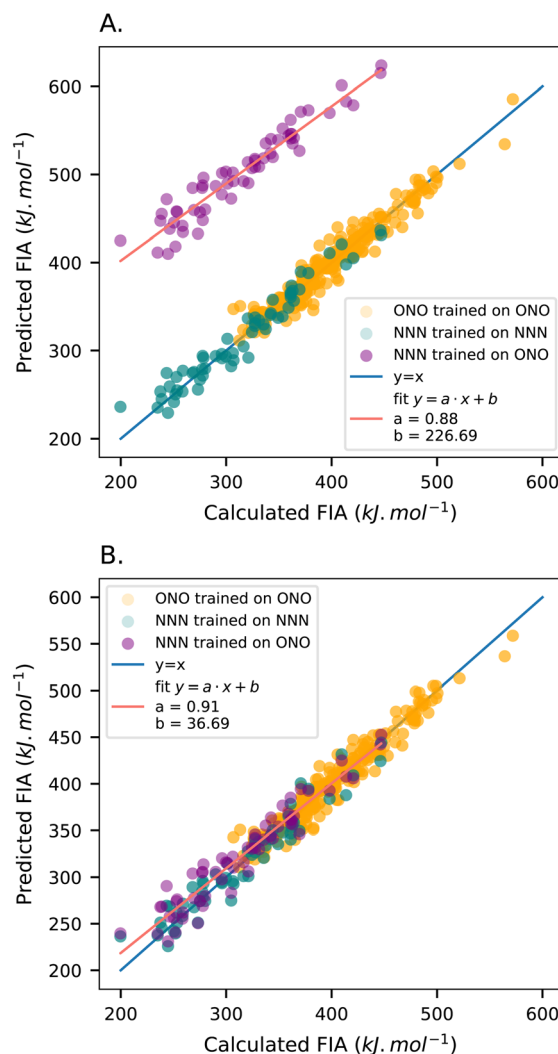 A.
600
500
400
300
200
Predicted FIA (kJ.mol⁻¹)
ONO trained on ONO
NNN trained on NNN
NNN trained on ONO
y=x
fit y = a · x + b
a = 0.88
b = 226.69
200 300 400 500 600
Calculated FIA (kJ.mol⁻¹)
B.
600
550
500
450
400
350
300
250
200
Predicted FIA (kJ.mol⁻¹)
ONO trained on ONO
NNN trained on NNN
NNN trained on ONO
y=x
fit y = a · x + b
a = 0.91
b = 36.69
200 300 400 500 600
Calculated FIA (kJ.mol⁻¹)